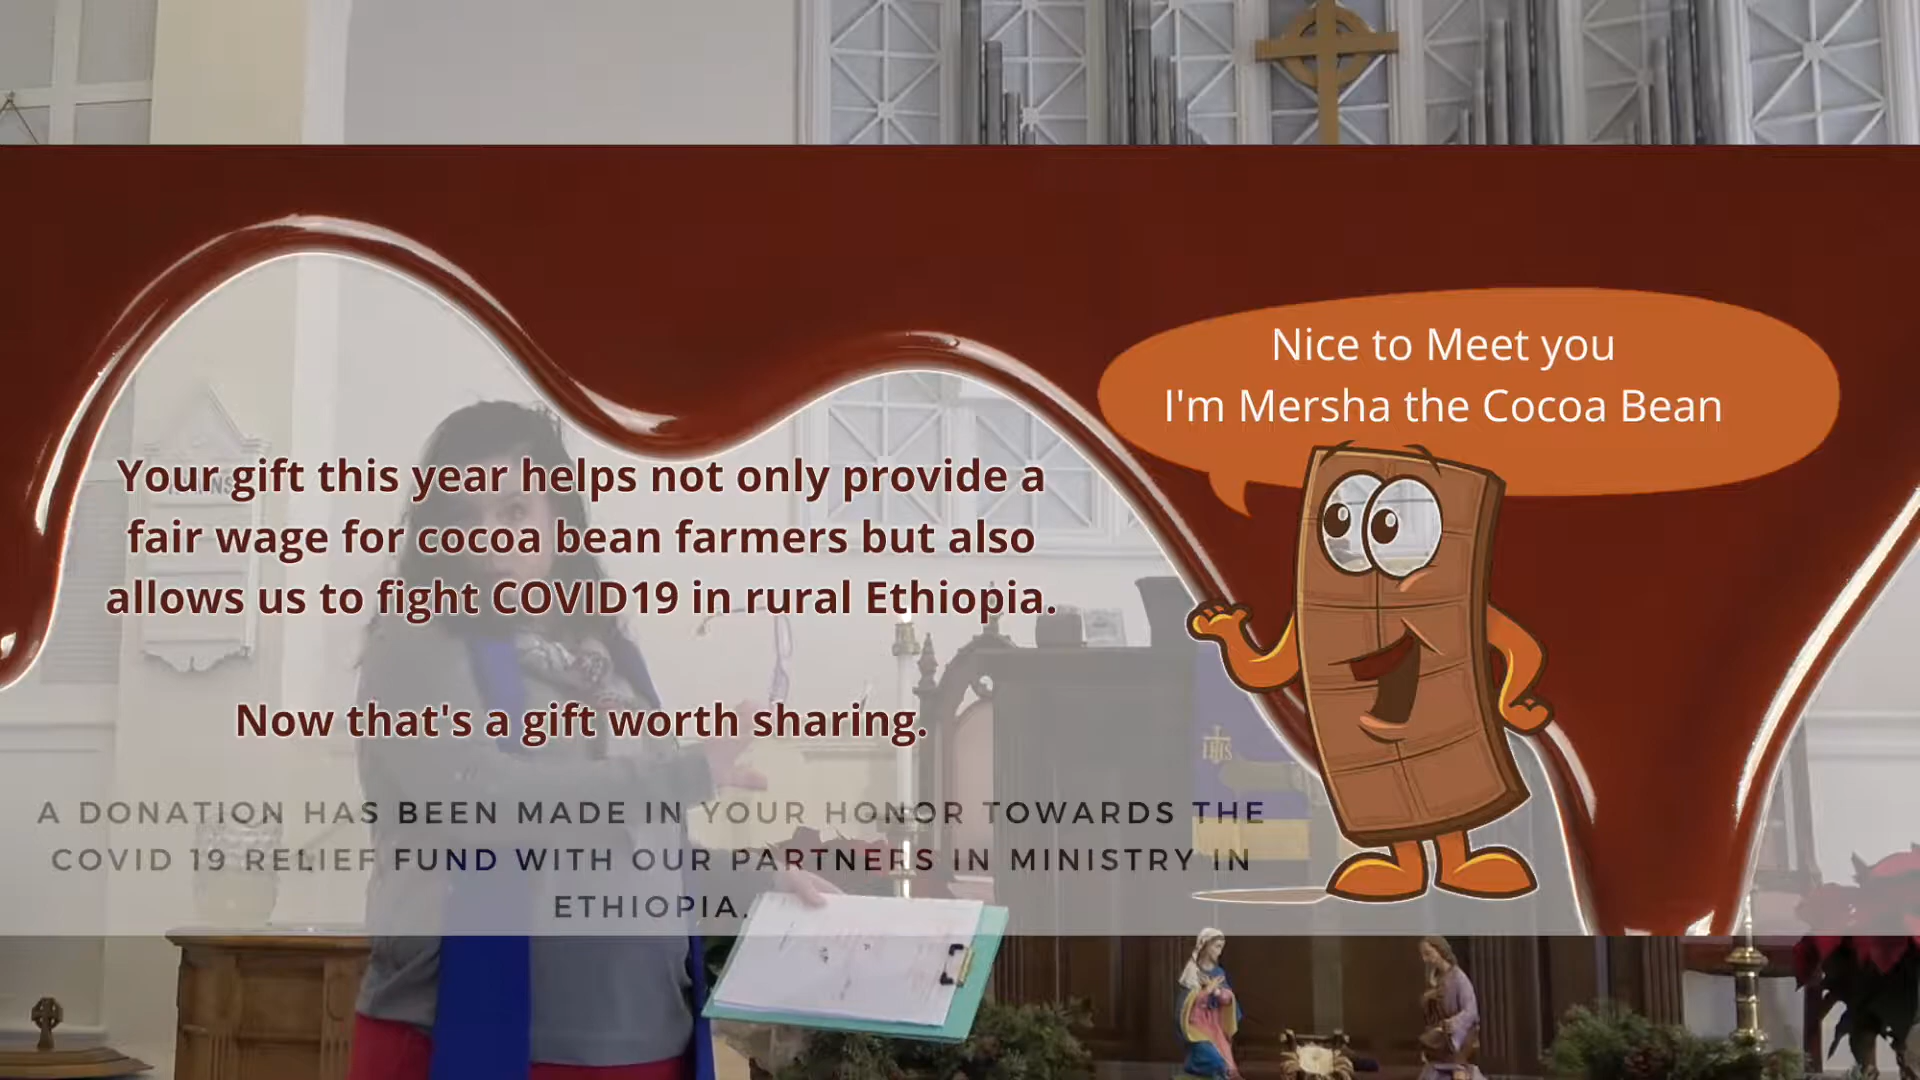 Nice to Meet you
I'm Mersha the Cocoa Bean
Your gift this year helps not only provide a
fair wage for cocoa bean farmers but also
allows us to fight COVID19 in rural Ethiopia.
Now that's a gift worth sharing.
A DONATION HAS BEEN MADE IN YOUR HONOR TOWARDS THE
COVID 19 RELIEF FUND WITH OUR PARTNERS IN MINISTRY IN
ETHIOPIA.
IHS